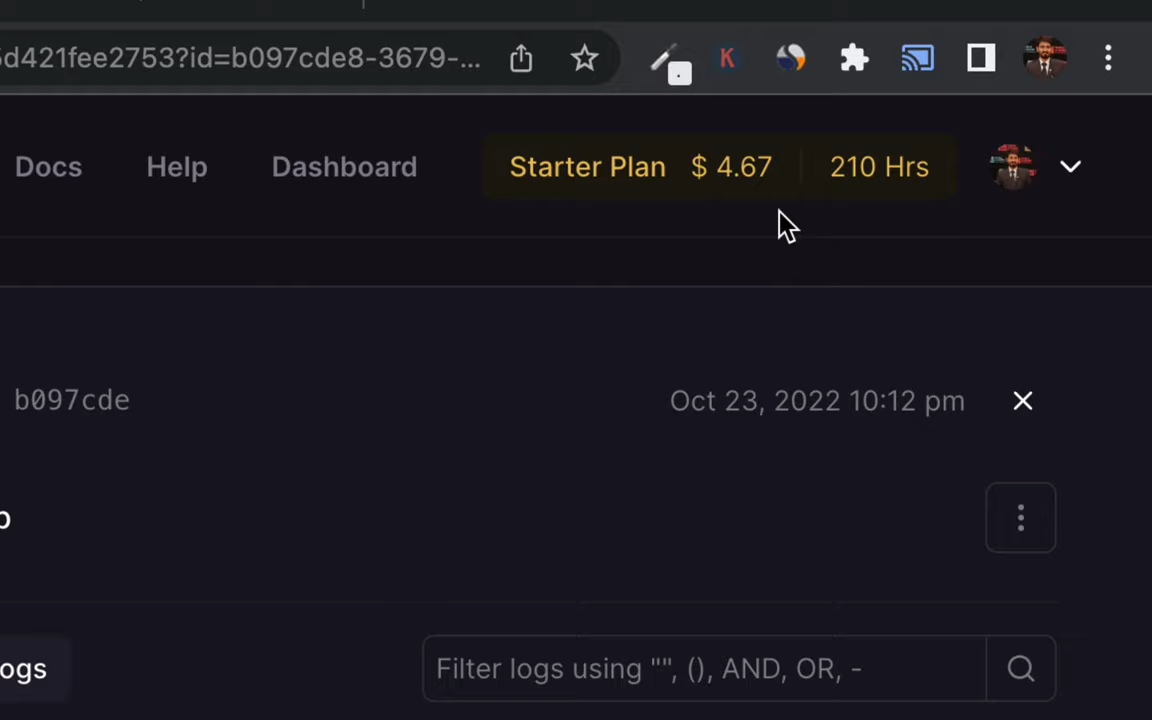 5d421fee2753?id=b097cde8-3679-...
K
Docs Help Dashboard Starter Plan $ 4.67 210 Hrs
b097cde Oct 23, 2022 10:12 pm
ogs
Filter logs using "", (), AND, OR, -